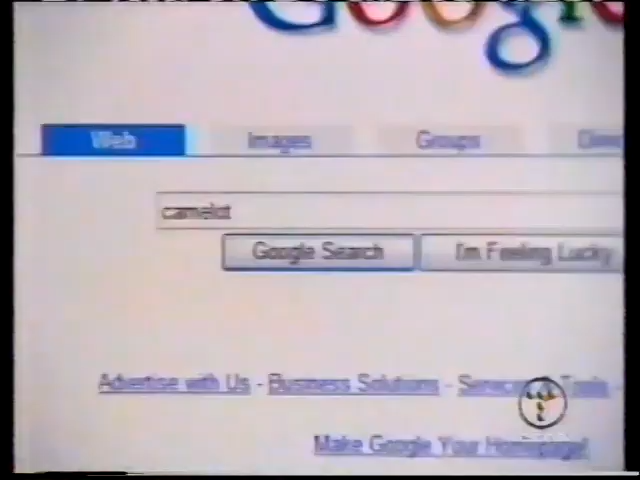 Google
Web Images Groups
camelot
Google Search I'm Feeling Lucky
Advertise with Us - Business Solutions - Services & Tools -
Make Google Your Homepage!